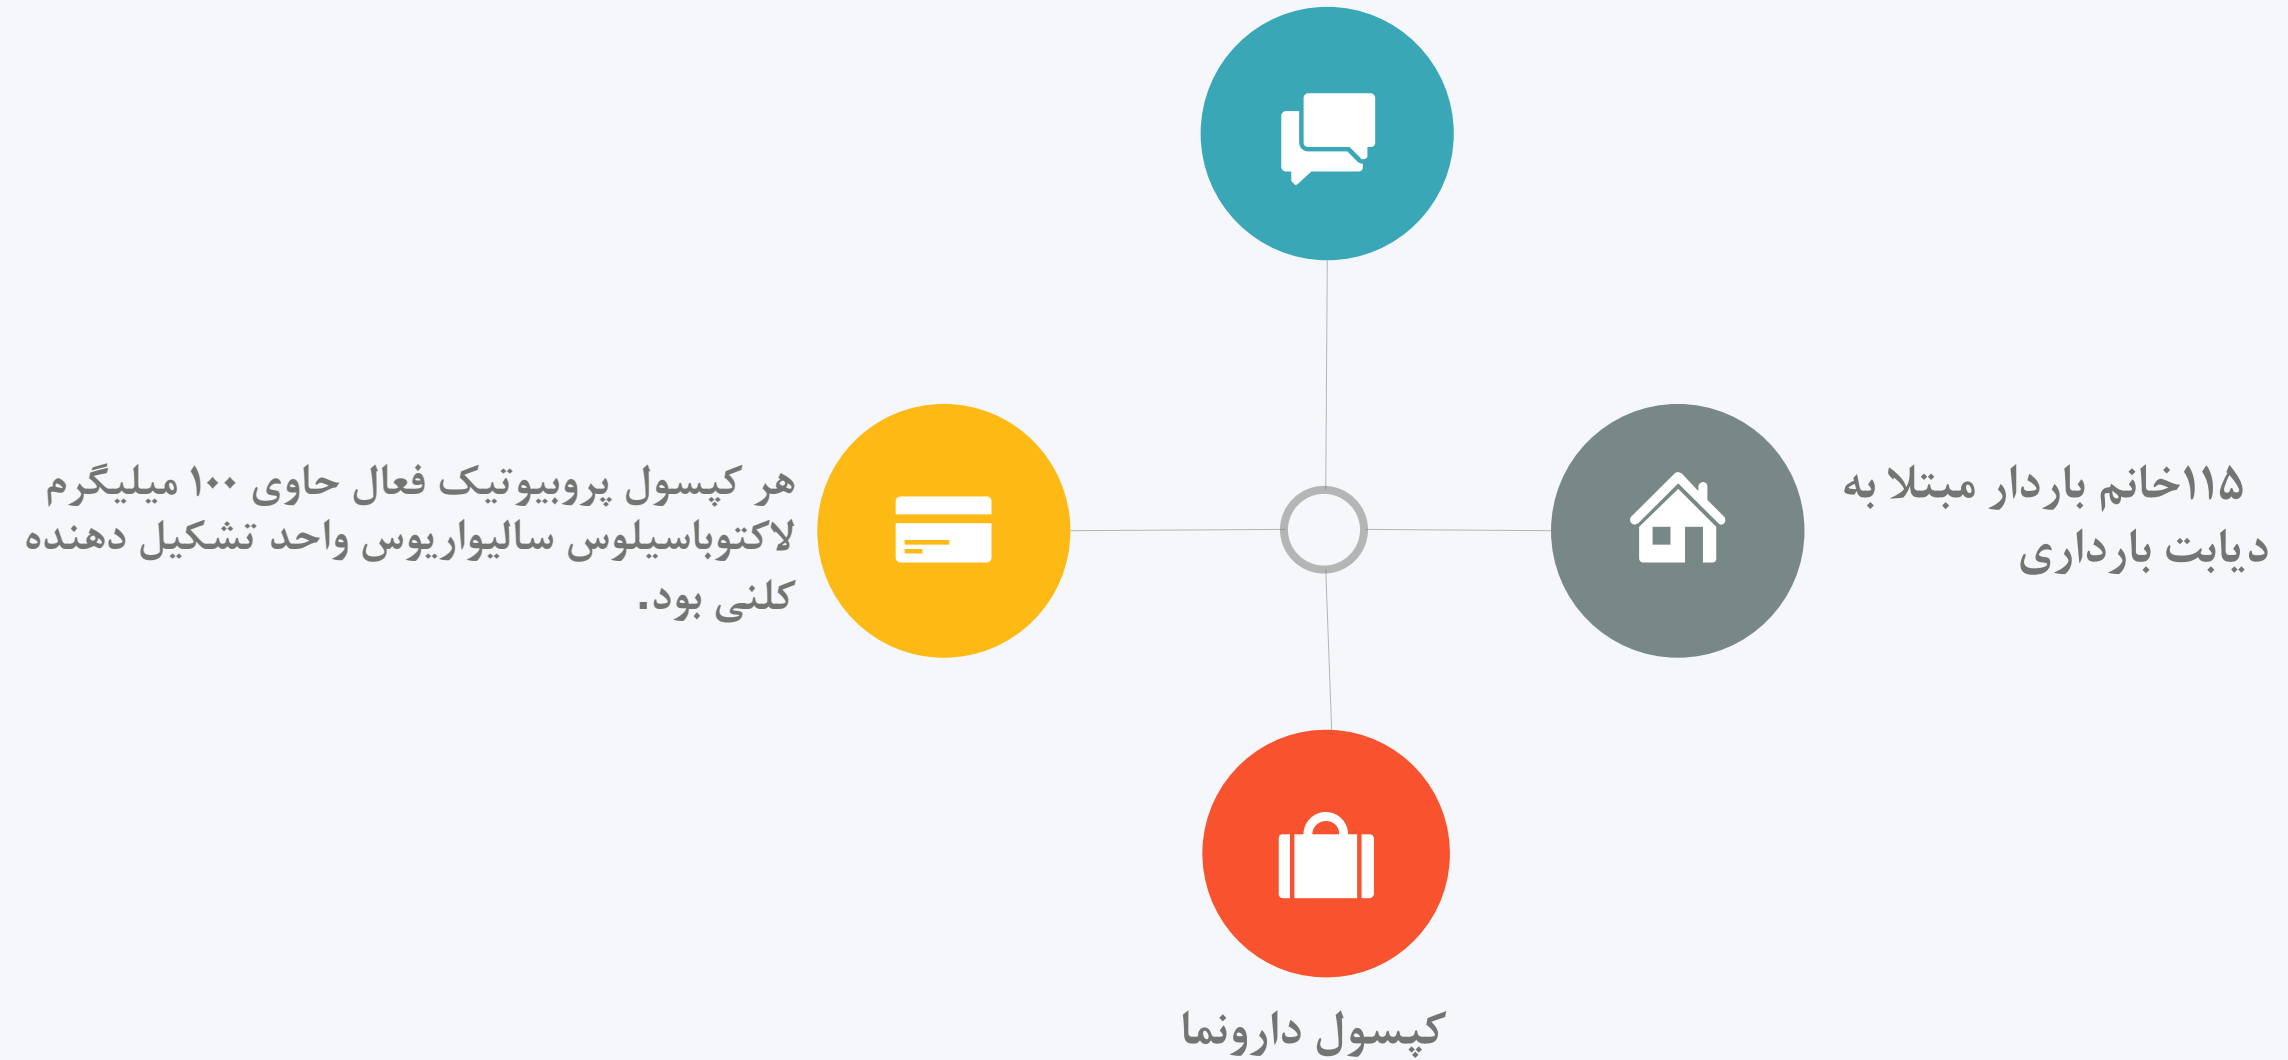 ۱۱۵خانم باردار مبتلا به
دیابت بارداری
هر کپسول پروبیوتیک فعال حاوی ۱۰۰ میلیگرم
لاکتوباسیلوس سالیواریوس واحد تشکیل دهنده
کلنی بود.
کپسول دارونما